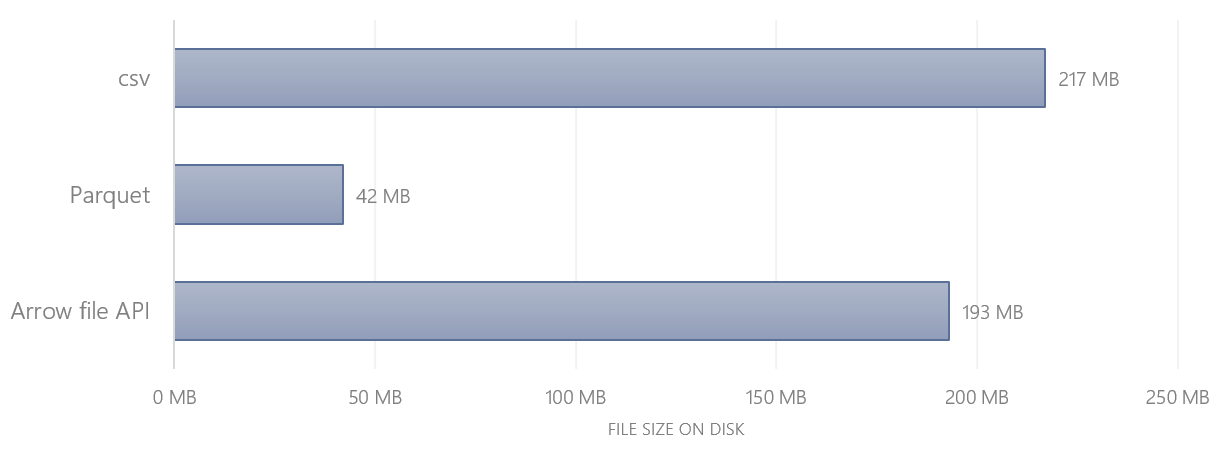 csv
217 MB
Parquet
42 MB
Arrow file API
193 MB
0 MB
50 MB
100 MB
150 MB
200 MB
250 MB
FILE SIZE ON DISK